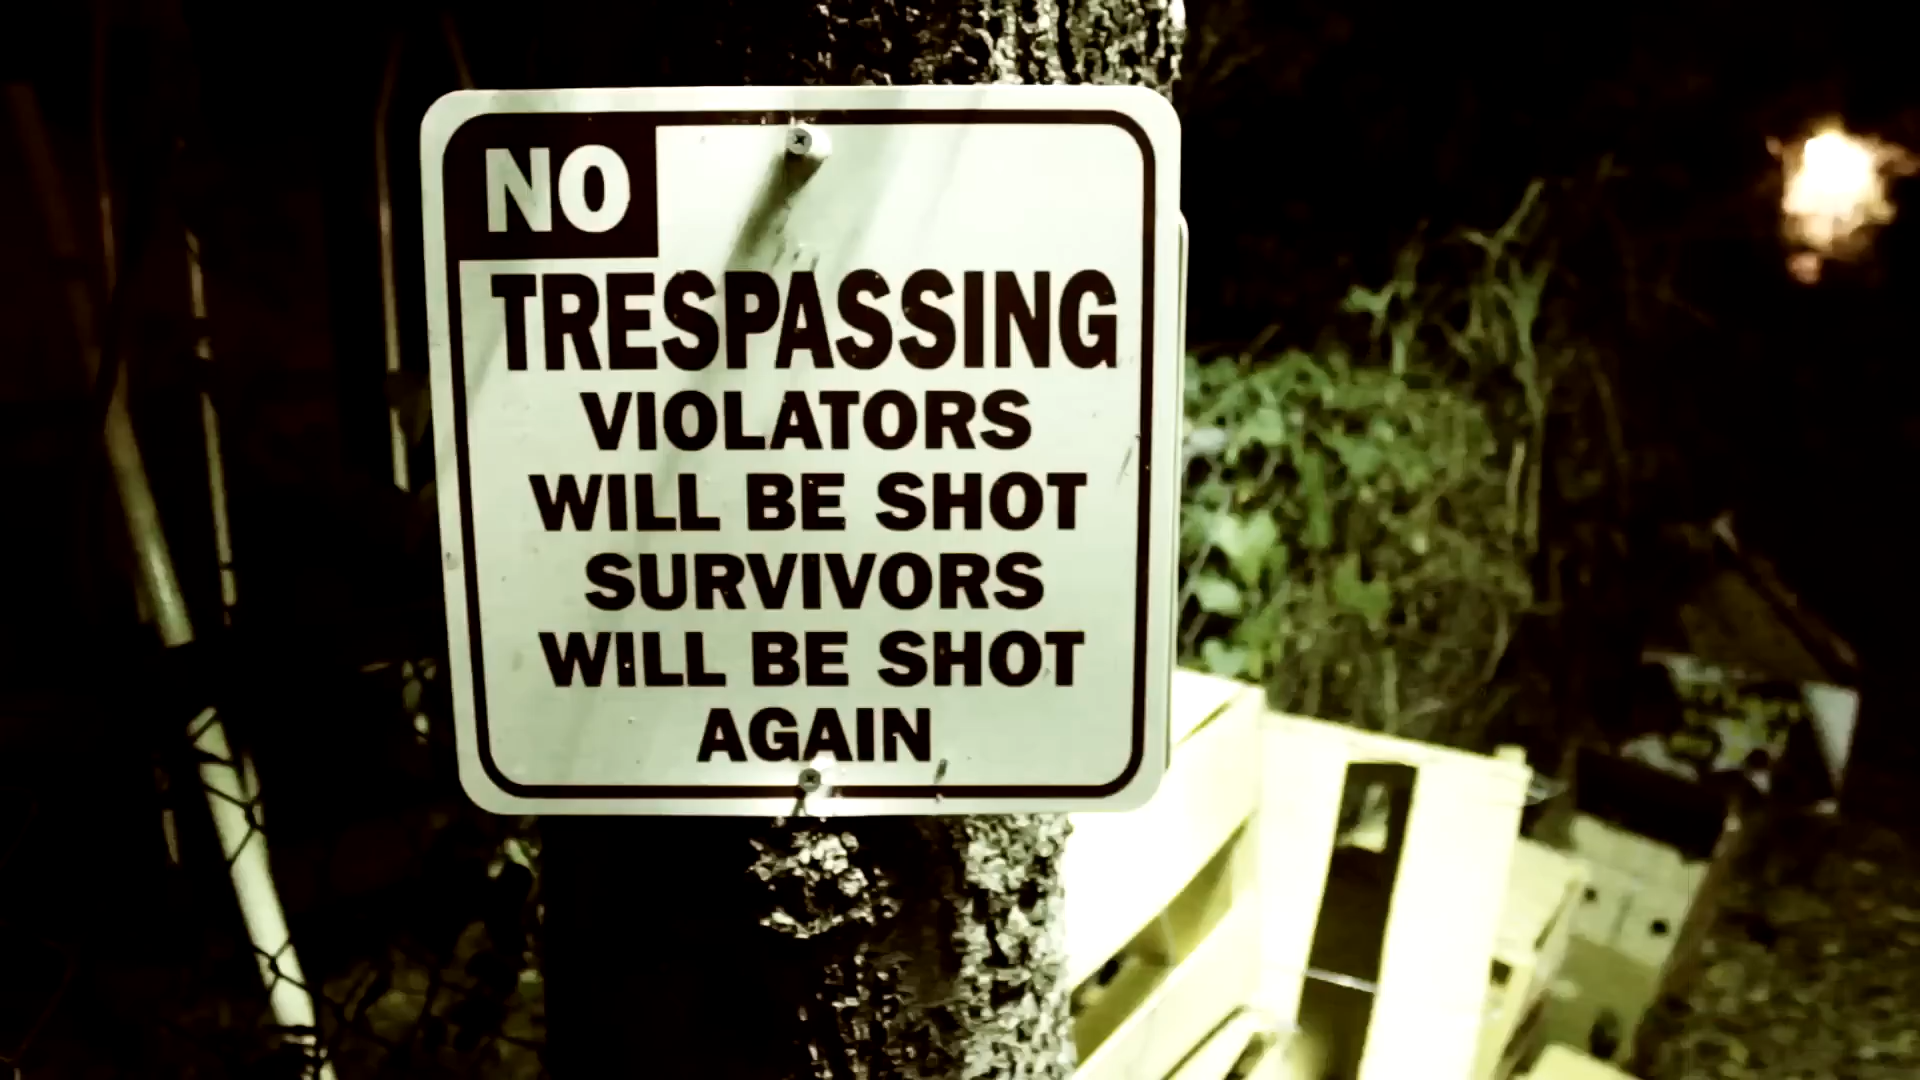 NO
TRESPASSING
VIOLATORS
WILL BE SHOT
SURVIVORS
WILL BE SHOT
AGAIN